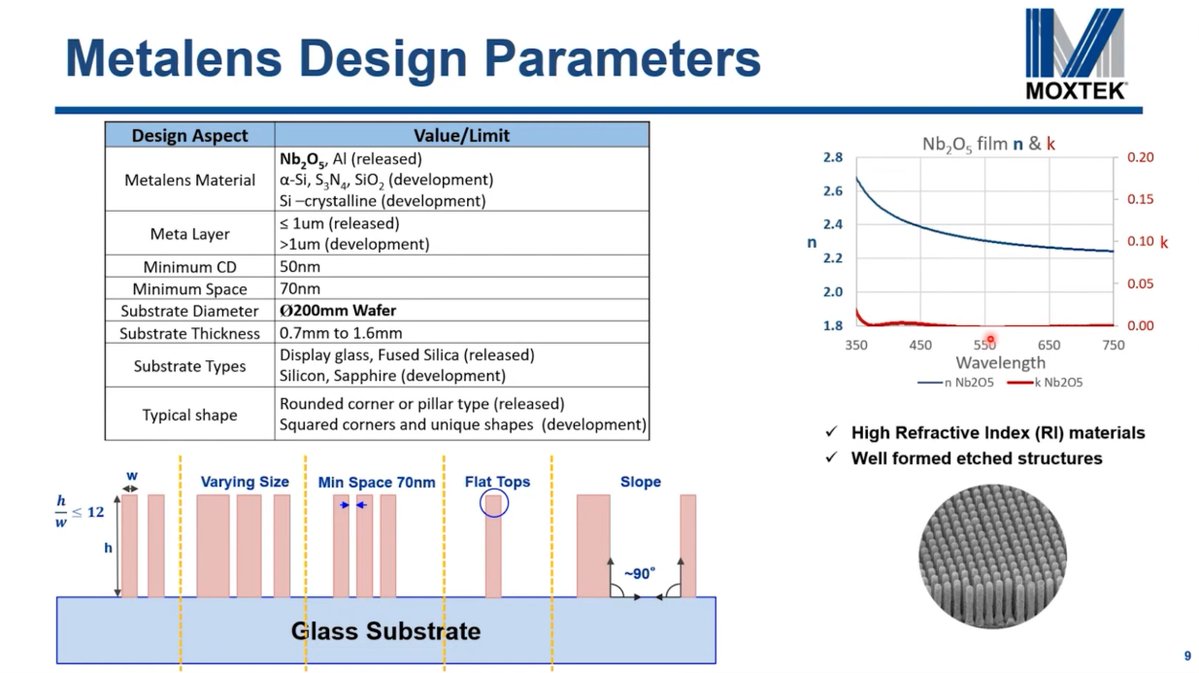 Metalens Design Parameters
MOXTEK®
Design Aspect Value/Limit
Metalens Material
Nb₂O₅, Al (released)
α-Si, S₃N₄, SiO₂ (development)
Si –crystalline (development)
Meta Layer
≤ 1um (released)
>1um (development)
Minimum CD 50nm
Minimum Space 70nm
Substrate Diameter Ø200mm Wafer
Substrate Thickness 0.7mm to 1.6mm
Substrate Types
Display glass, Fused Silica (released)
Silicon, Sapphire (development)
Typical shape
Rounded corner or pillar type (released)
Squared corners and unique shapes (development)
Nb₂O₅ film n & k
2.8 0.20
2.6 0.15
2.4
n 0.10 k
2.2
0.05
2.0
1.8 0.00
350 450 550 650 750
Wavelength
n Nb2O5 k Nb2O5
✓ High Refractive Index (RI) materials
✓ Well formed etched structures
w
Varying Size Min Space 70nm Flat Tops Slope
h/w ≤ 12
h
~90°
Glass Substrate
9